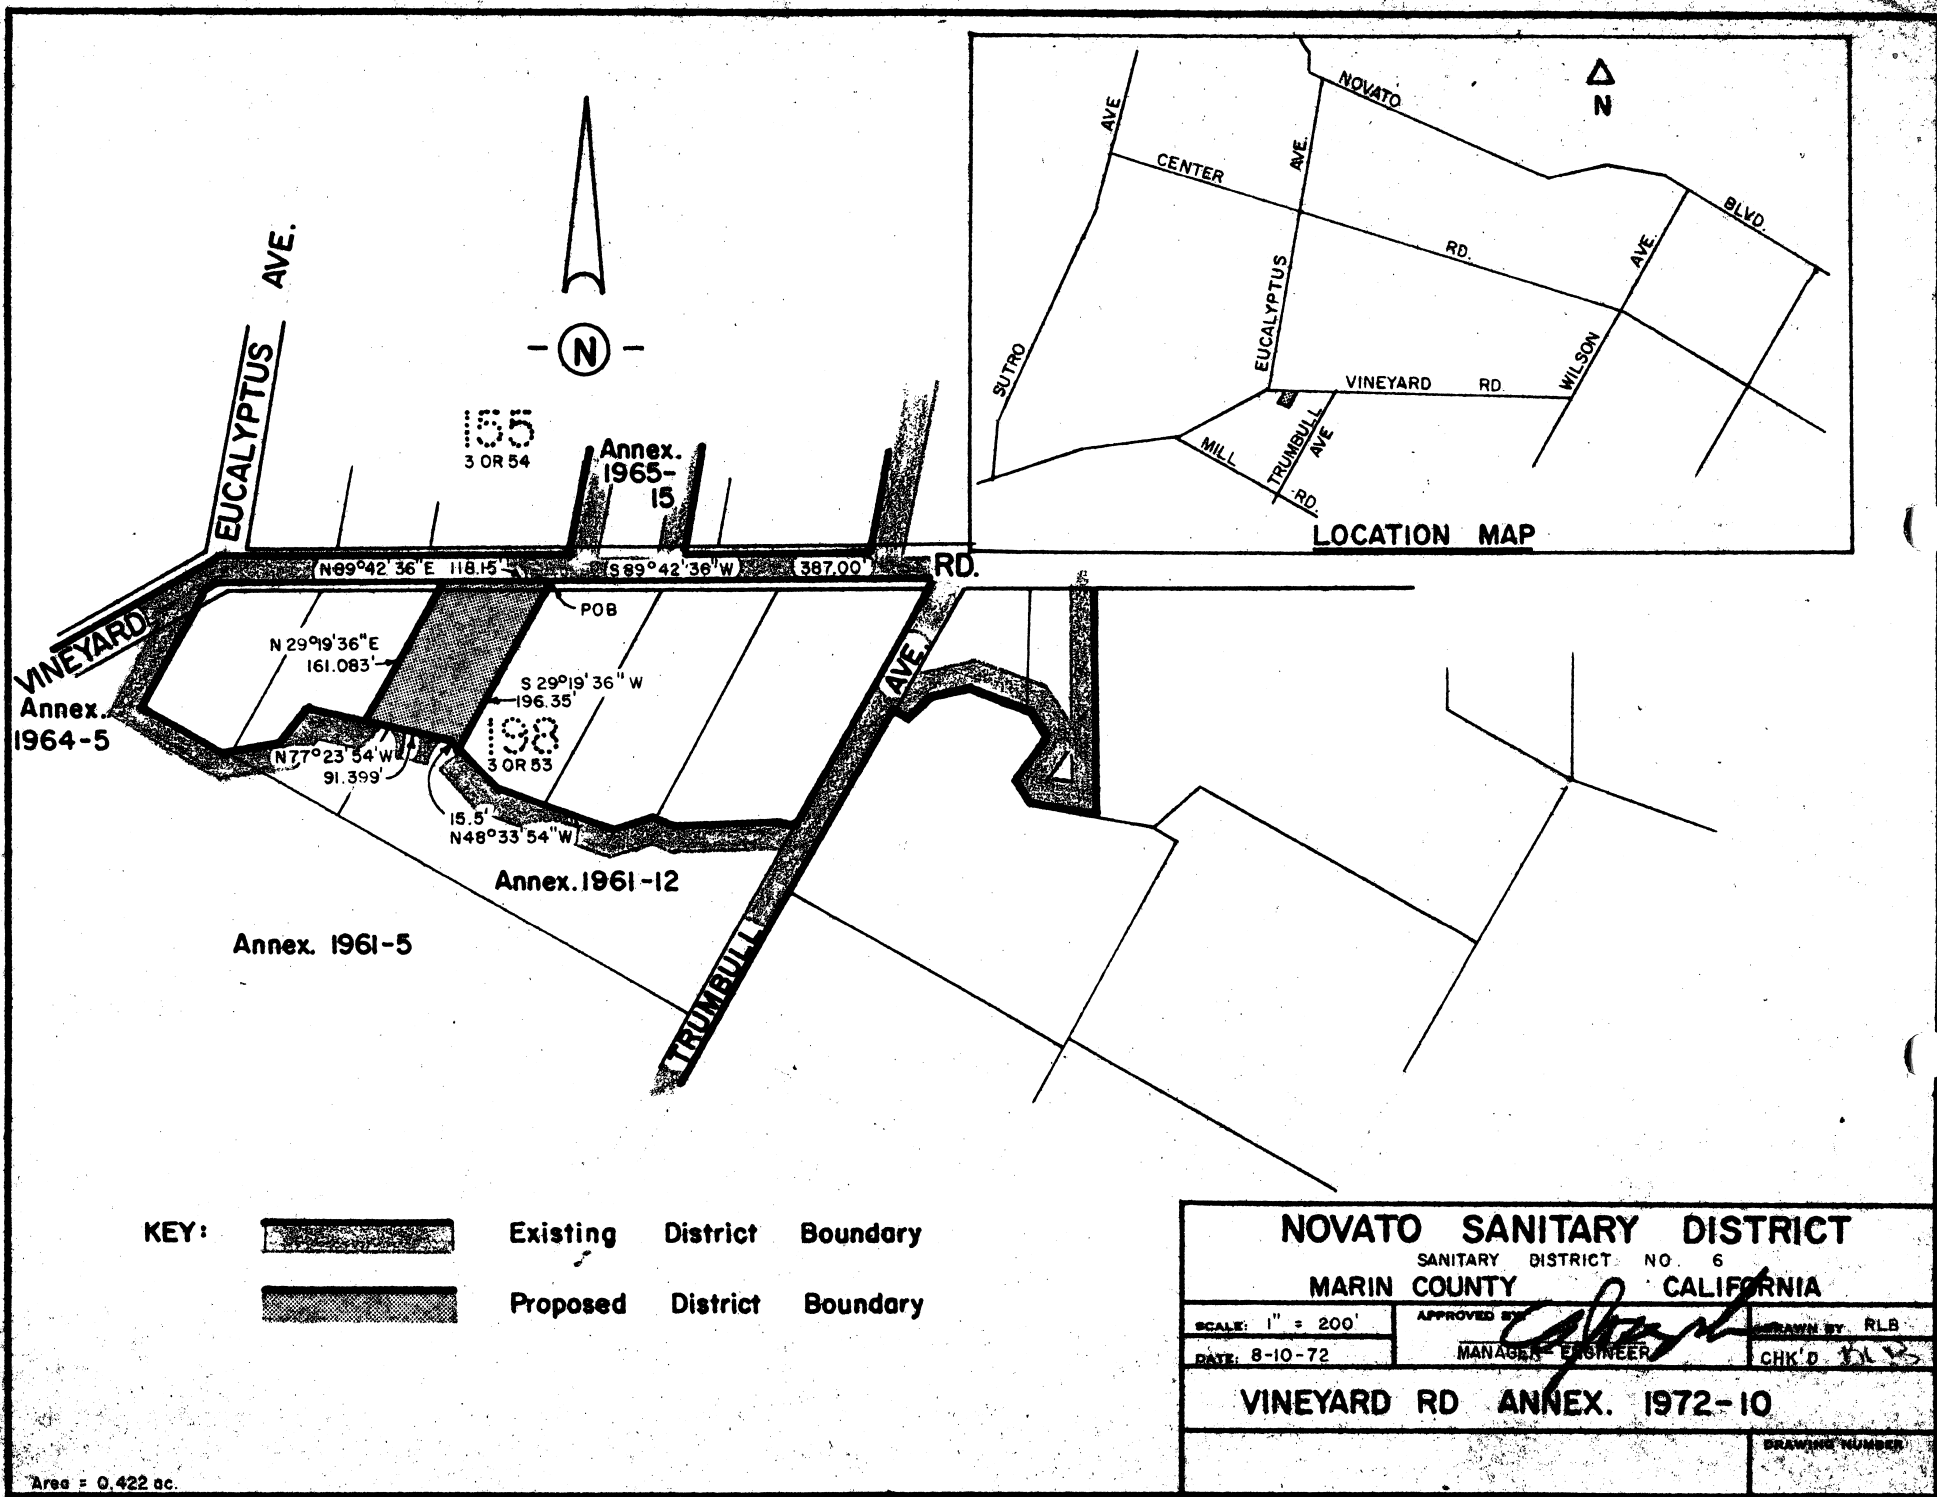 NOVATO
BLVD.
N
AVE
CENTER
RD.
AVE.
EUCALYPTUS
AVE.
WILSON
SUTRO
VINEYARD RD.
TRUMBULL
AVE
MILL
RD.
LOCATION MAP
EUCALYPTUS AVE.
N
155
3 OR 54
Annex.
1965-
15
N89°42'36"E 118.15'
S89°42'36"W
387.00'
RD.
POB
VINEYARD
N 29°19'36"E
161.083'
S 29°19'36" W
196.35'
AVE.
Annex.
1964-5
198
3 OR 53
N77°23'54"W
91.399'
15.5'
N48°33'54"W
Annex. 1961-12
Annex. 1961-5
TRUMBULL
KEY:
Existing District Boundary
Proposed District Boundary
NOVATO SANITARY DISTRICT
SANITARY DISTRICT NO. 6
MARIN COUNTY CALIFORNIA
SCALE: 1" = 200'
APPROVED BY
DRAWN BY RLB
DATE: 8-10-72
MANAGER - ENGINEER
CHK'D
VINEYARD RD ANNEX. 1972-10
DRAWING NUMBER
Area = 0.422 ac.